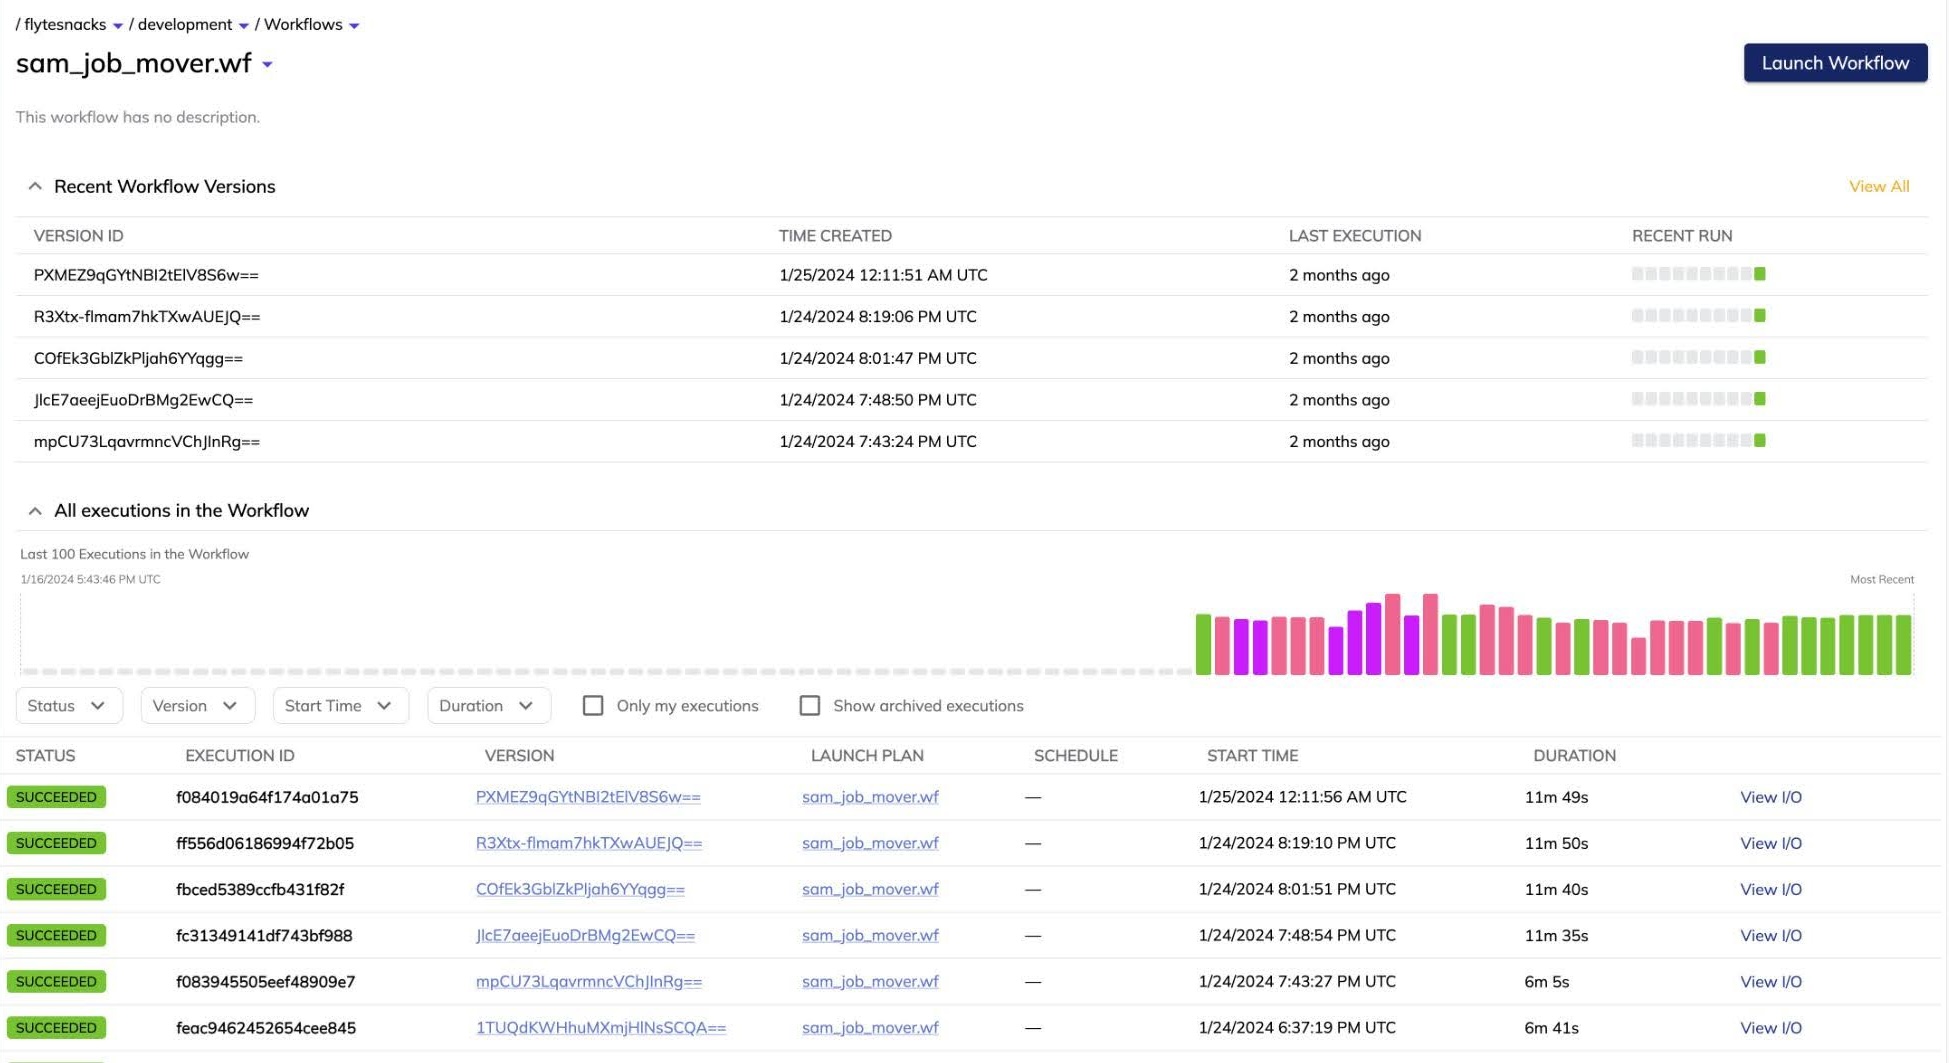 / flytesnacks / development / Workflows
sam_job_mover.wf
Launch Workflow
This workflow has no description.
Recent Workflow Versions View All
VERSION ID TIME CREATED LAST EXECUTION RECENT RUN
PXMEZ9qGYtNBI2tElV8S6w== 1/25/2024 12:11:51 AM UTC 2 months ago
R3Xtx-flmam7hkTXwAUEJQ== 1/24/2024 8:19:06 PM UTC 2 months ago
COfEk3GblZkPljah6YYqgg== 1/24/2024 8:01:47 PM UTC 2 months ago
JlcE7aeejEuoDrBMg2EwCQ== 1/24/2024 7:48:50 PM UTC 2 months ago
mpCU73LqavrmncVChJInRg== 1/24/2024 7:43:24 PM UTC 2 months ago
All executions in the Workflow
Last 100 Executions in the Workflow
1/16/2024 5:43:46 PM UTC Most Recent
Status Version Start Time Duration Only my executions Show archived executions
STATUS EXECUTION ID VERSION LAUNCH PLAN SCHEDULE START TIME DURATION
SUCCEEDED f084019a64f174a01a75 PXMEZ9qGYtNBI2tElV8S6w== sam_job_mover.wf — 1/25/2024 12:11:56 AM UTC 11m 49s View I/O
SUCCEEDED ff556d06186994f72b05 R3Xtx-flmam7hkTXwAUEJQ== sam_job_mover.wf — 1/24/2024 8:19:10 PM UTC 11m 50s View I/O
SUCCEEDED fbced5389ccfb431f82f COfEk3GblZkPljah6YYqgg== sam_job_mover.wf — 1/24/2024 8:01:51 PM UTC 11m 40s View I/O
SUCCEEDED fc31349141df743bf988 JlcE7aeejEuoDrBMg2EwCQ== sam_job_mover.wf — 1/24/2024 7:48:54 PM UTC 11m 35s View I/O
SUCCEEDED f083945505eef48909e7 mpCU73LqavrmncVChJInRg== sam_job_mover.wf — 1/24/2024 7:43:27 PM UTC 6m 5s View I/O
SUCCEEDED feac9462452654cee845 1TUQdKWHhuMXmjHlNsSCQA== sam_job_mover.wf — 1/24/2024 6:37:19 PM UTC 6m 41s View I/O